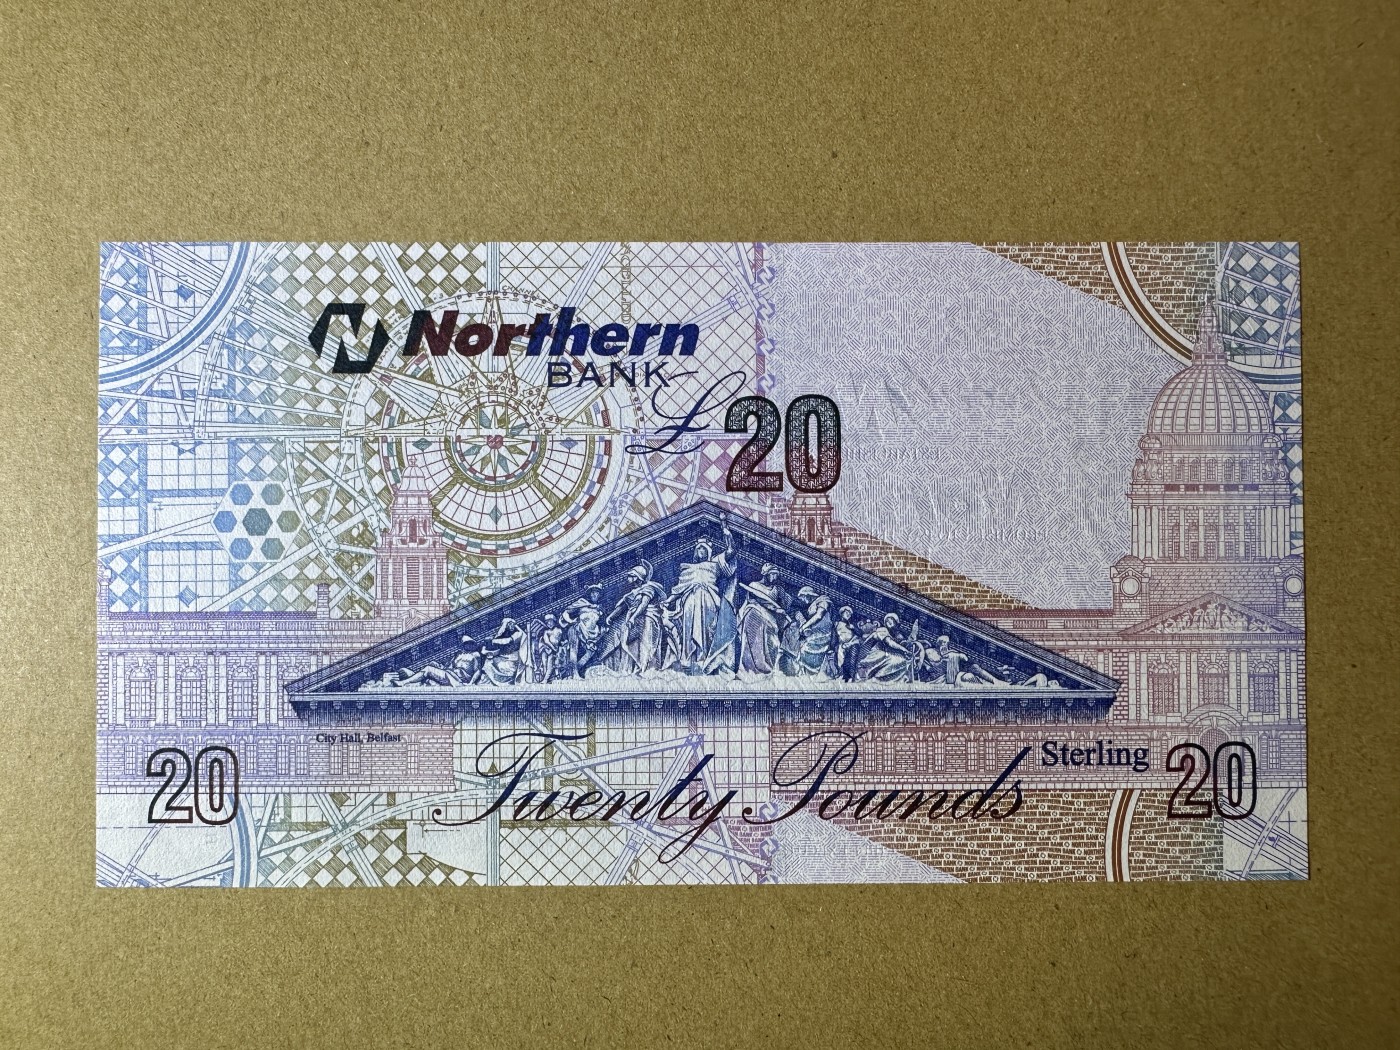 Northern
BANK
£20
City Hall, Belfast
20
Twenty Pounds
Sterling
20